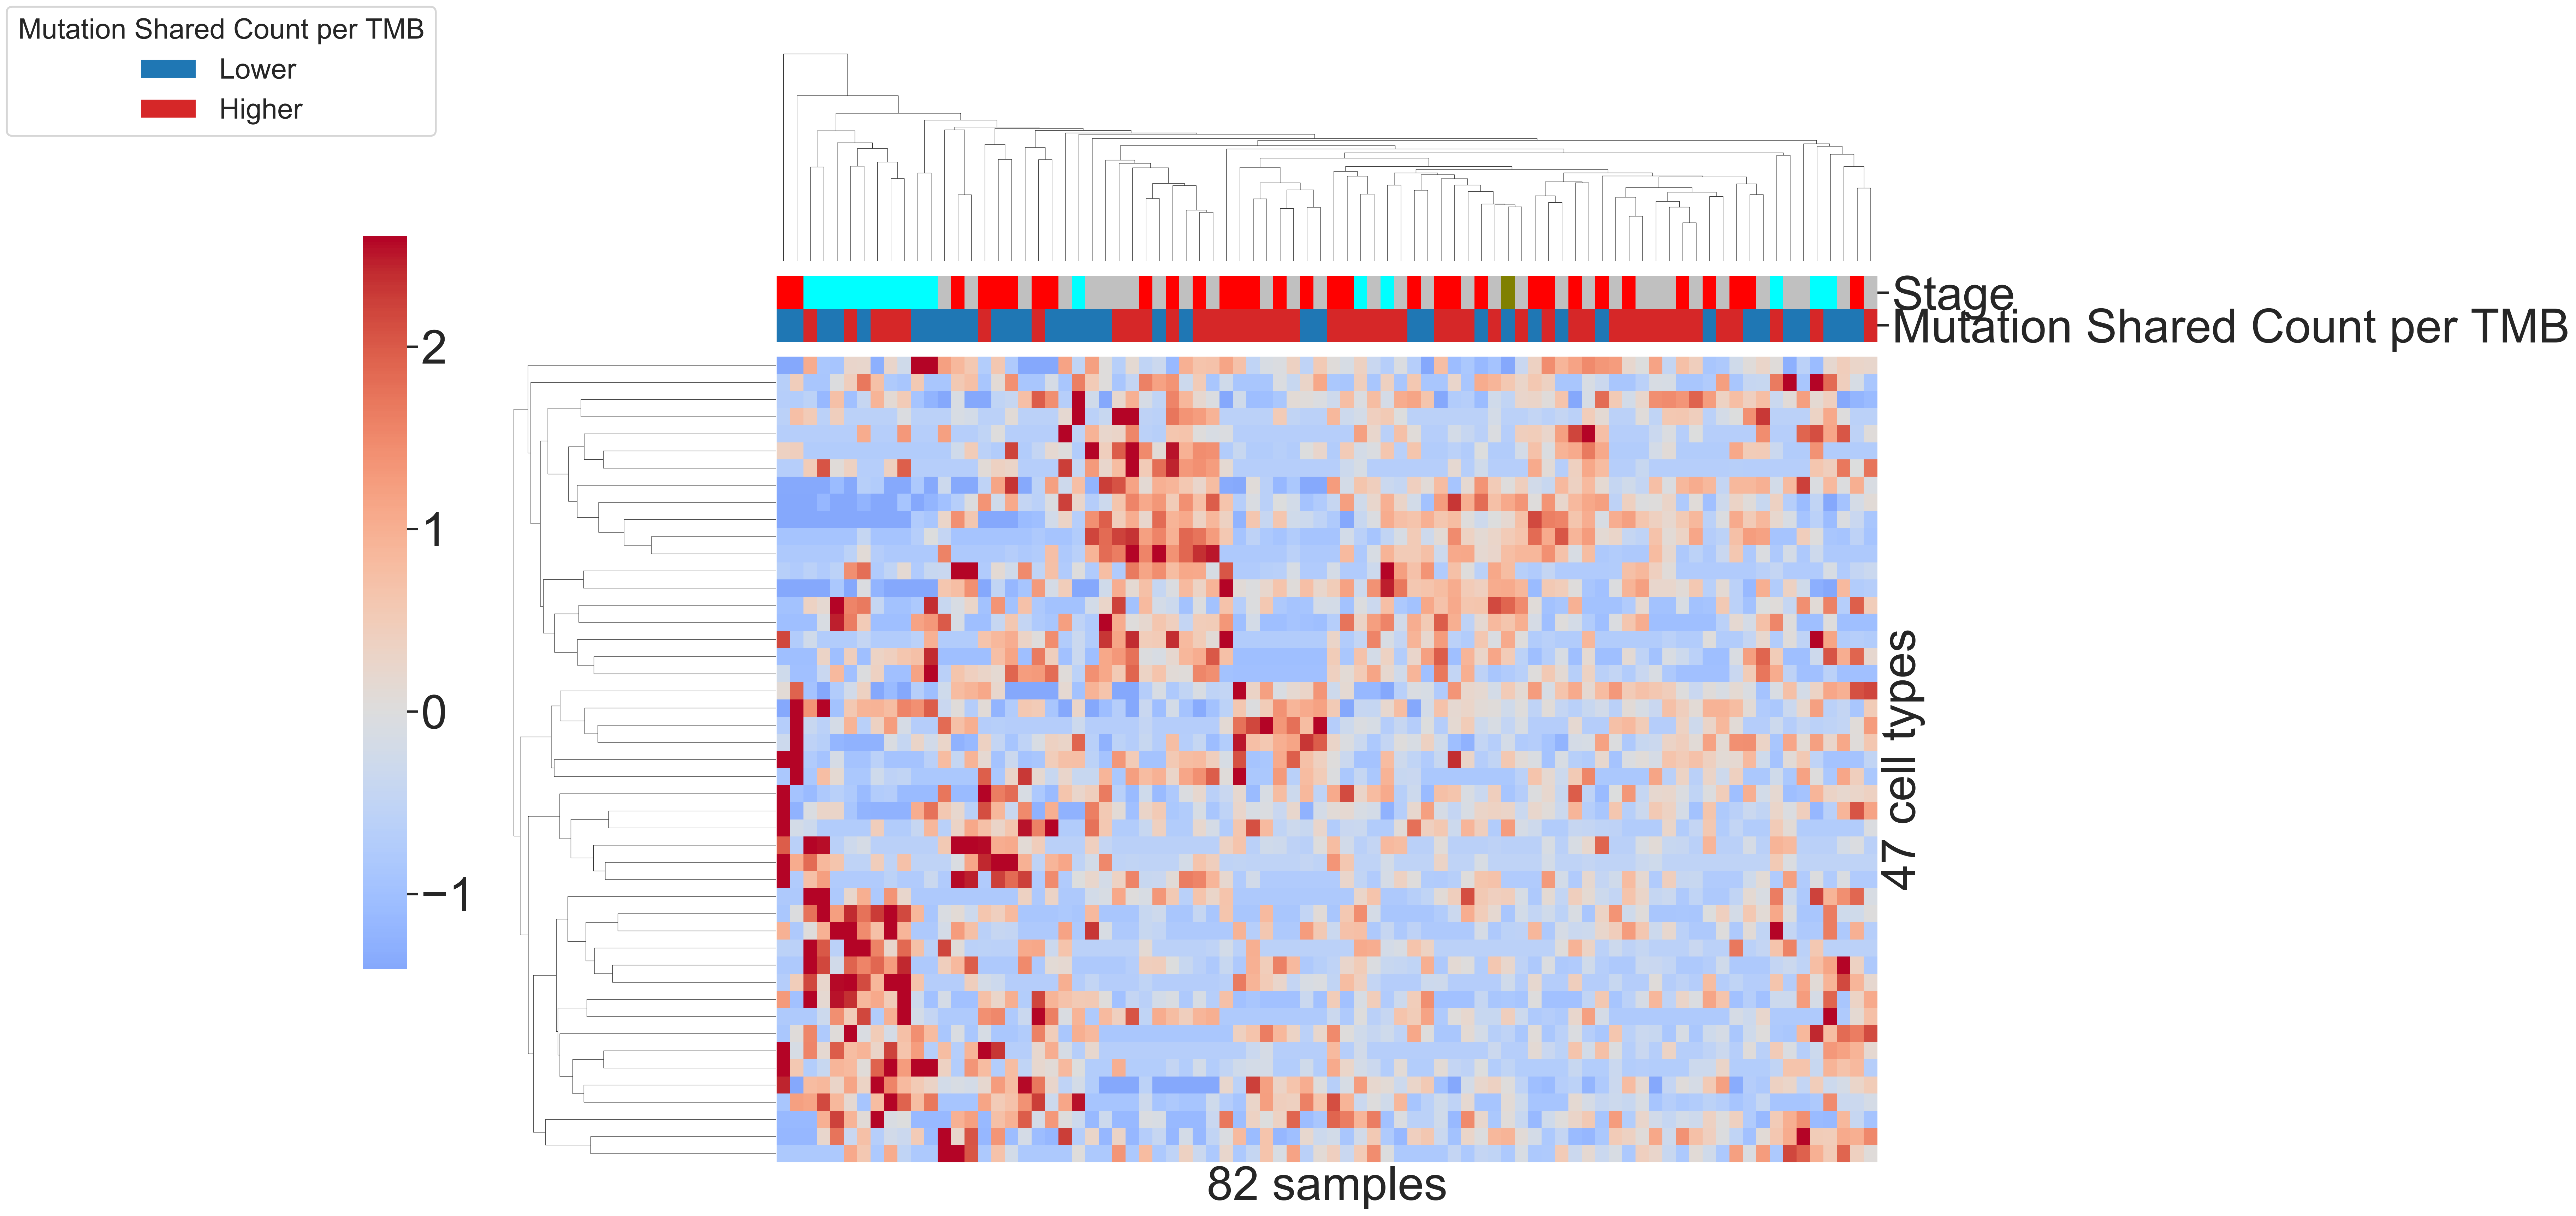 Mutation Shared Count per TMB
Lower
Higher
Stage
Mutation Shared Count per TMB
2
1
0
−1
47 cell types
82 samples